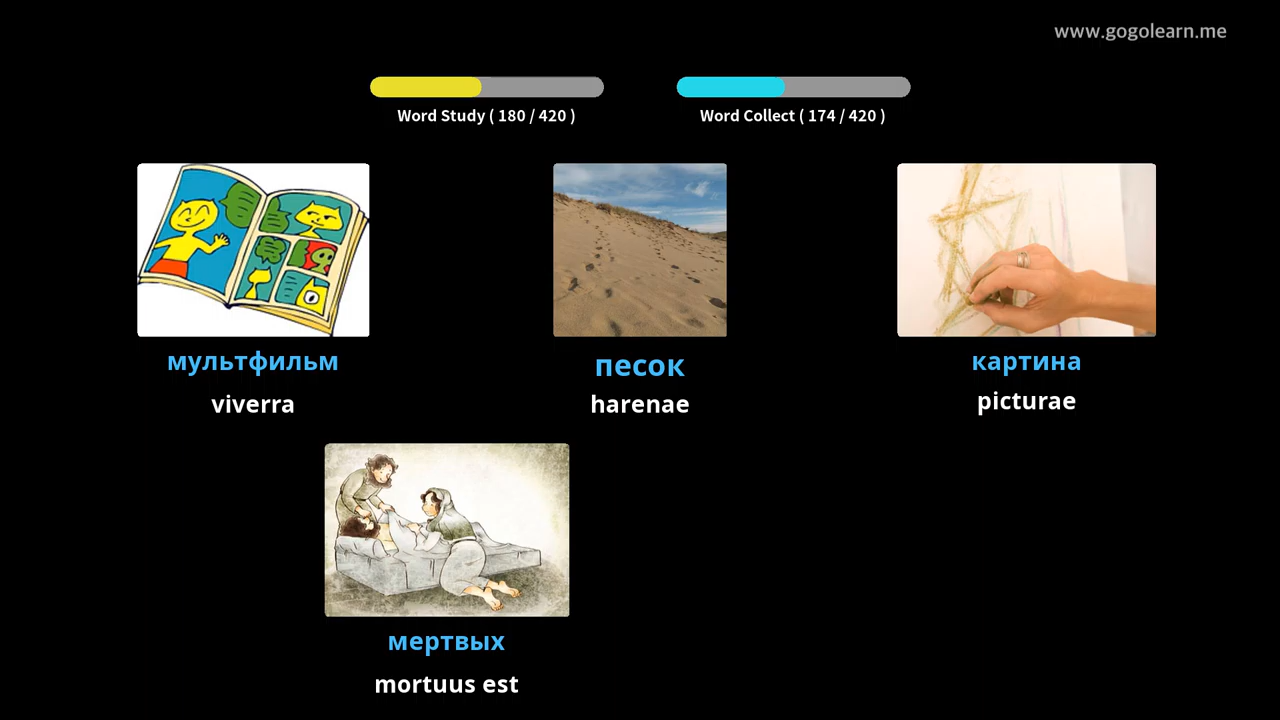 www.gogolearn.me
Word Study ( 180 / 420 )
Word Collect ( 174 / 420 )
мультфильм
viverra
песок
harenae
картина
picturae
мертвых
mortuus est